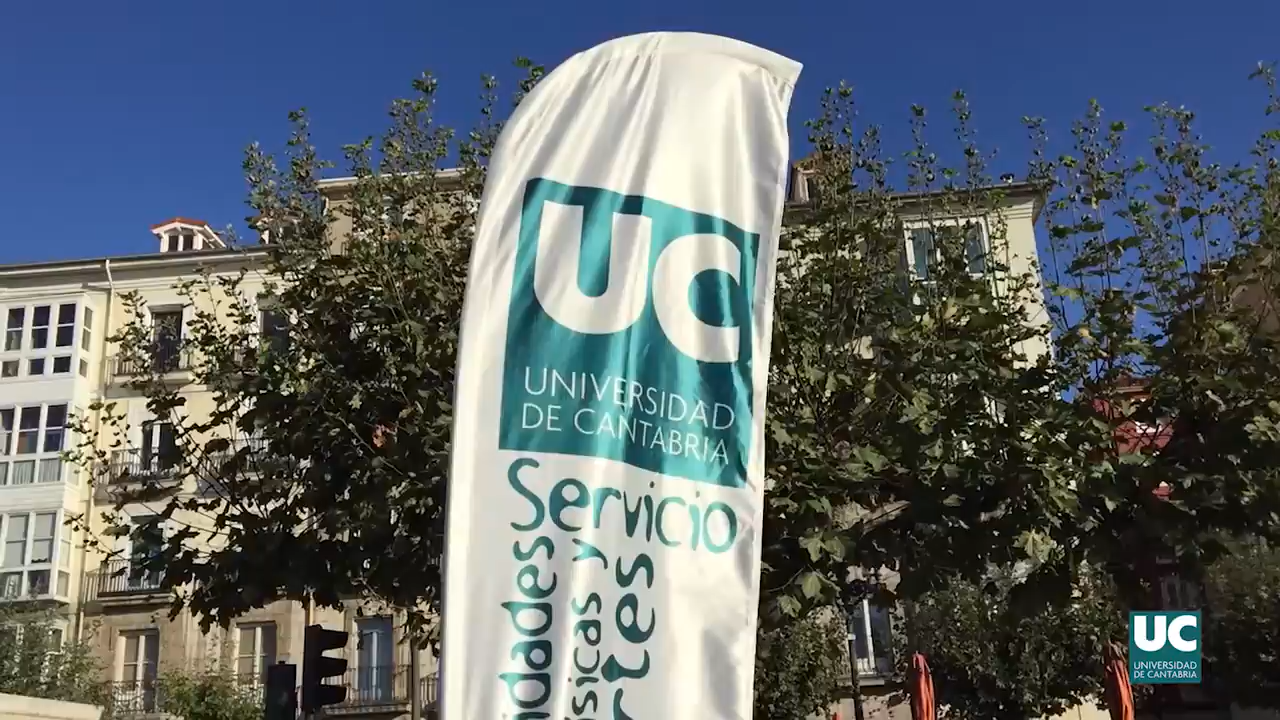 UC
UNIVERSIDAD
DE CANTABRIA
Servicio
y
UC
UNIVERSIDAD
DE CANTABRIA